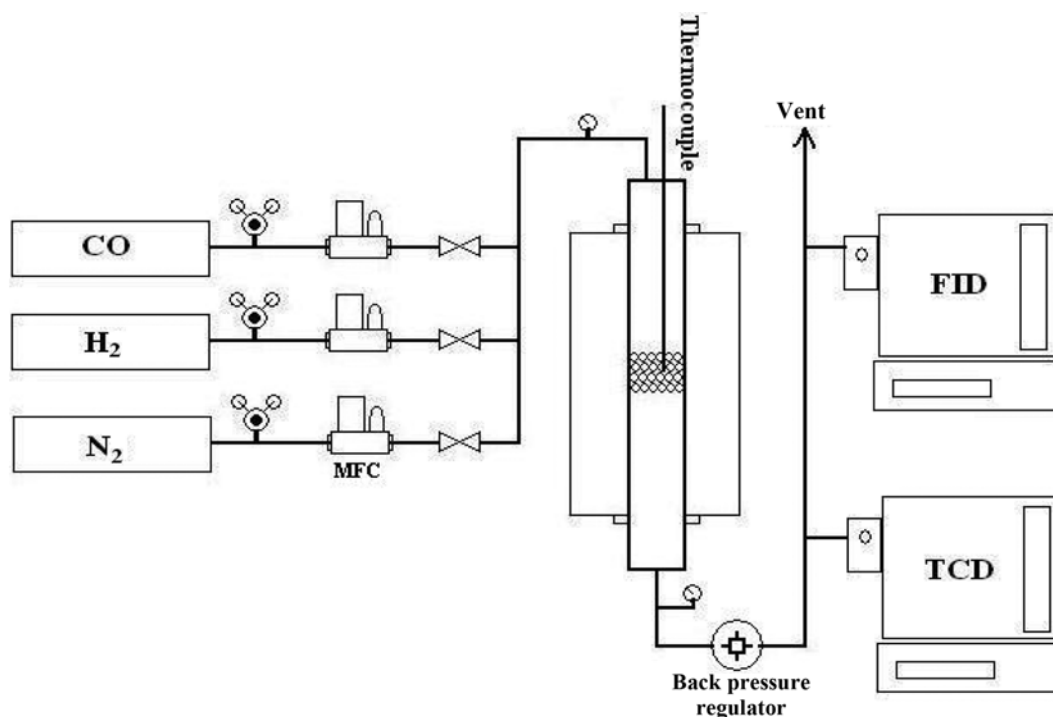 Thermocouple
Vent
CO
FID
H₂
N₂
MFC
TCD
Back pressure
regulator